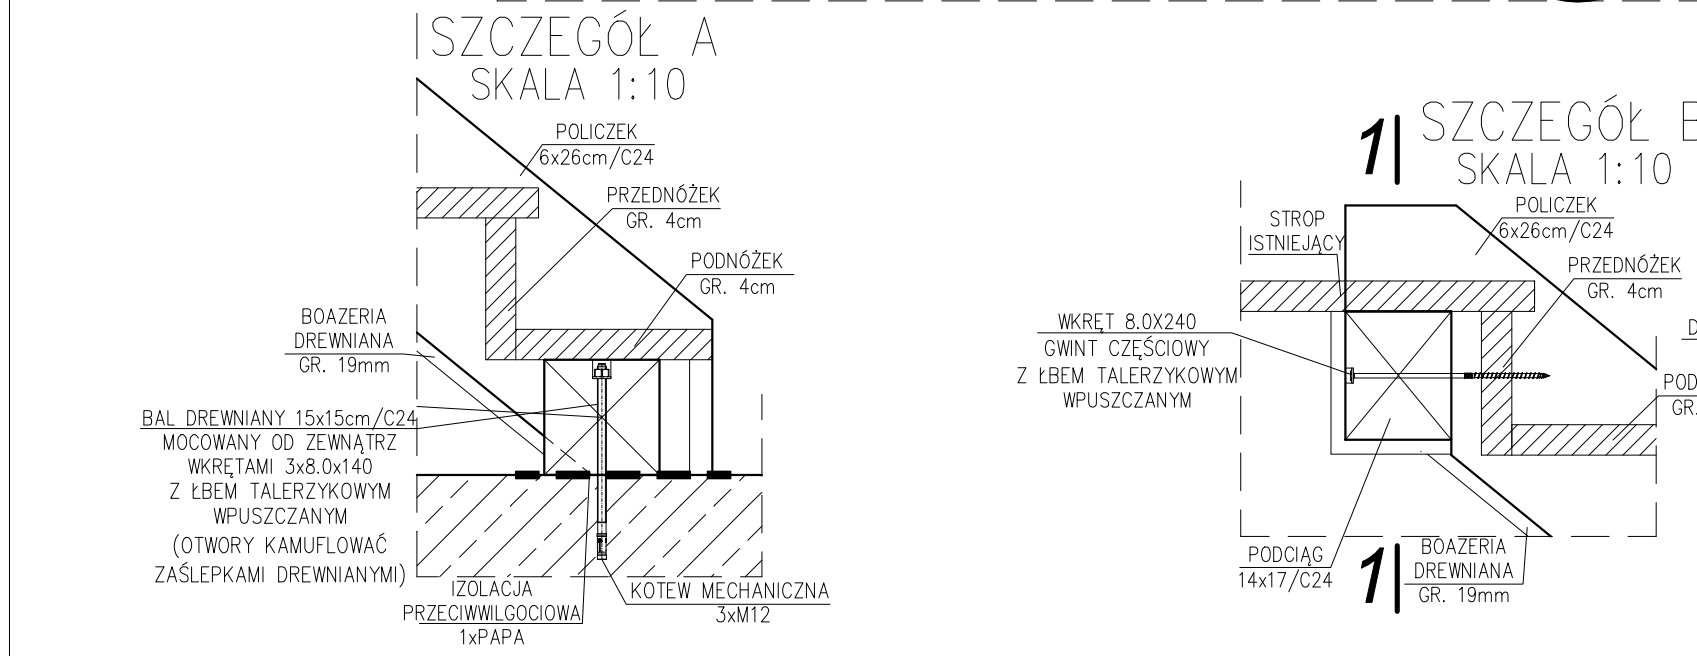 SZCZEGÓŁ A
SKALA 1:10
POLICZEK
6x26cm/C24
PRZEDNÓŻEK
GR. 4cm
PODNÓŻEK
GR. 4cm
BOAZERIA
DREWNIANA
GR. 19mm
BAL DREWNIANY 15x15cm/C24
MOCOWANY OD ZEWNĄTRZ
WKRĘTAMI 3x8.0x140
Z ŁBEM TALERZYKOWYM
WPUSZCZANYM
(OTWORY KAMUFLOWAĆ
ZAŚLEPKAMI DREWNIANYMI)
IZOLACJA
PRZECIWWILGOCIOWA
1xPAPA
KOTEW MECHANICZNA
3xM12
1
SZCZEGÓŁ B
SKALA 1:10
STROP
ISTNIEJĄCY
POLICZEK
6x26cm/C24
PRZEDNÓŻEK
GR. 4cm
WKRĘT 8.0X240
GWINT CZĘŚCIOWY
Z ŁBEM TALERZYKOWYM
WPUSZCZANYM
POD
GR.
PODCIĄG
14x17/C24
1
BOAZERIA
DREWNIANA
GR. 19mm